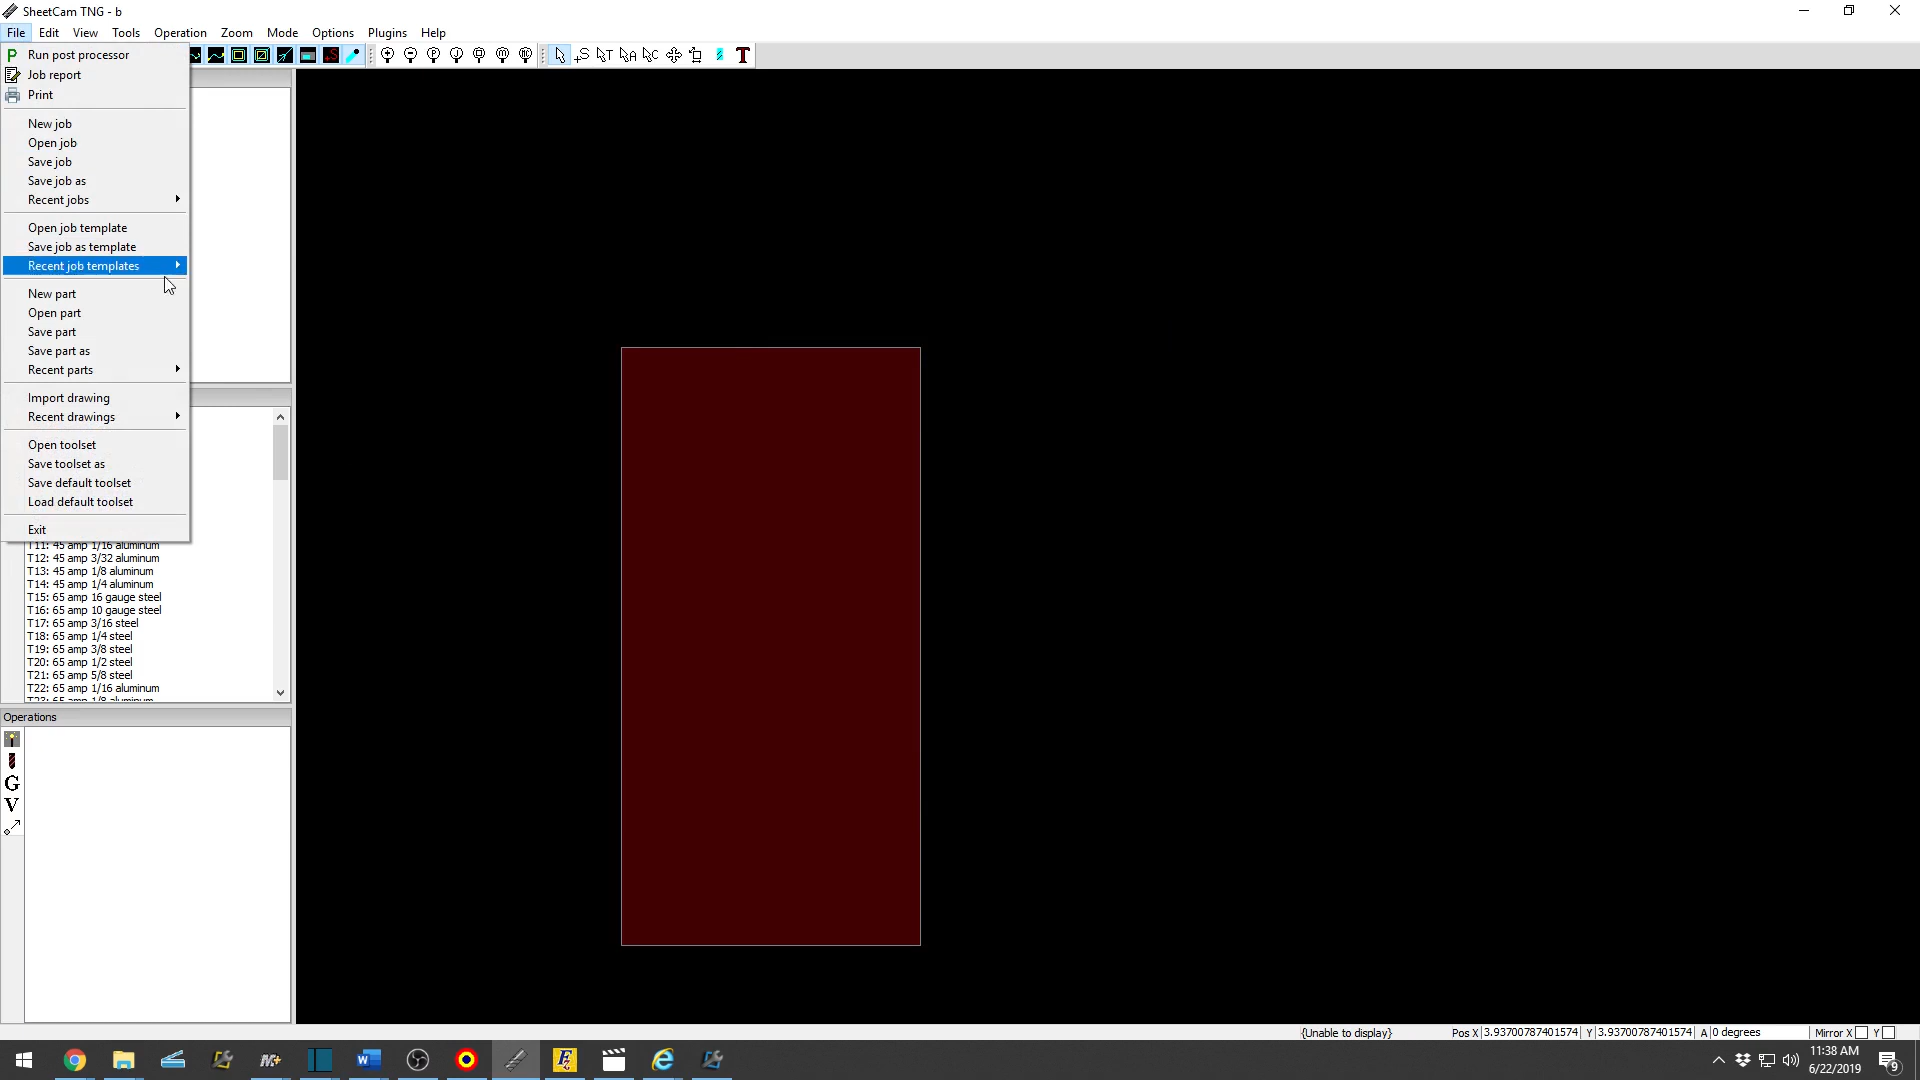 SheetCam TNG - b
File Edit View Tools Operation Zoom Mode Options Plugins Help
Run post processor
Job report
Print
New job
Open job
Save job
Save job as
Recent jobs
Open job template
Save job as template
Recent job templates
New part
Open part
Save part
Save part as
Recent parts
Import drawing
Recent drawings
Open toolset
Save toolset as
Save default toolset
Load default toolset
Exit
T11: 45 amp 1/16 aluminum
T12: 45 amp 3/32 aluminum
T13: 45 amp 1/8 aluminum
T14: 45 amp 1/4 aluminum
T15: 65 amp 16 gauge steel
T16: 65 amp 10 gauge steel
T17: 65 amp 3/16 steel
T18: 65 amp 1/4 steel
T19: 65 amp 3/8 steel
T20: 65 amp 1/2 steel
T21: 65 amp 5/8 steel
T22: 65 amp 1/16 aluminum
T23: 65 amp 1/8 aluminum
Operations
G
V
{Unable to display} Pos X 3.93700787401574 Y 3.93700787401574 A 0 degrees Mirror X Y
11:38 AM
6/22/2019
9